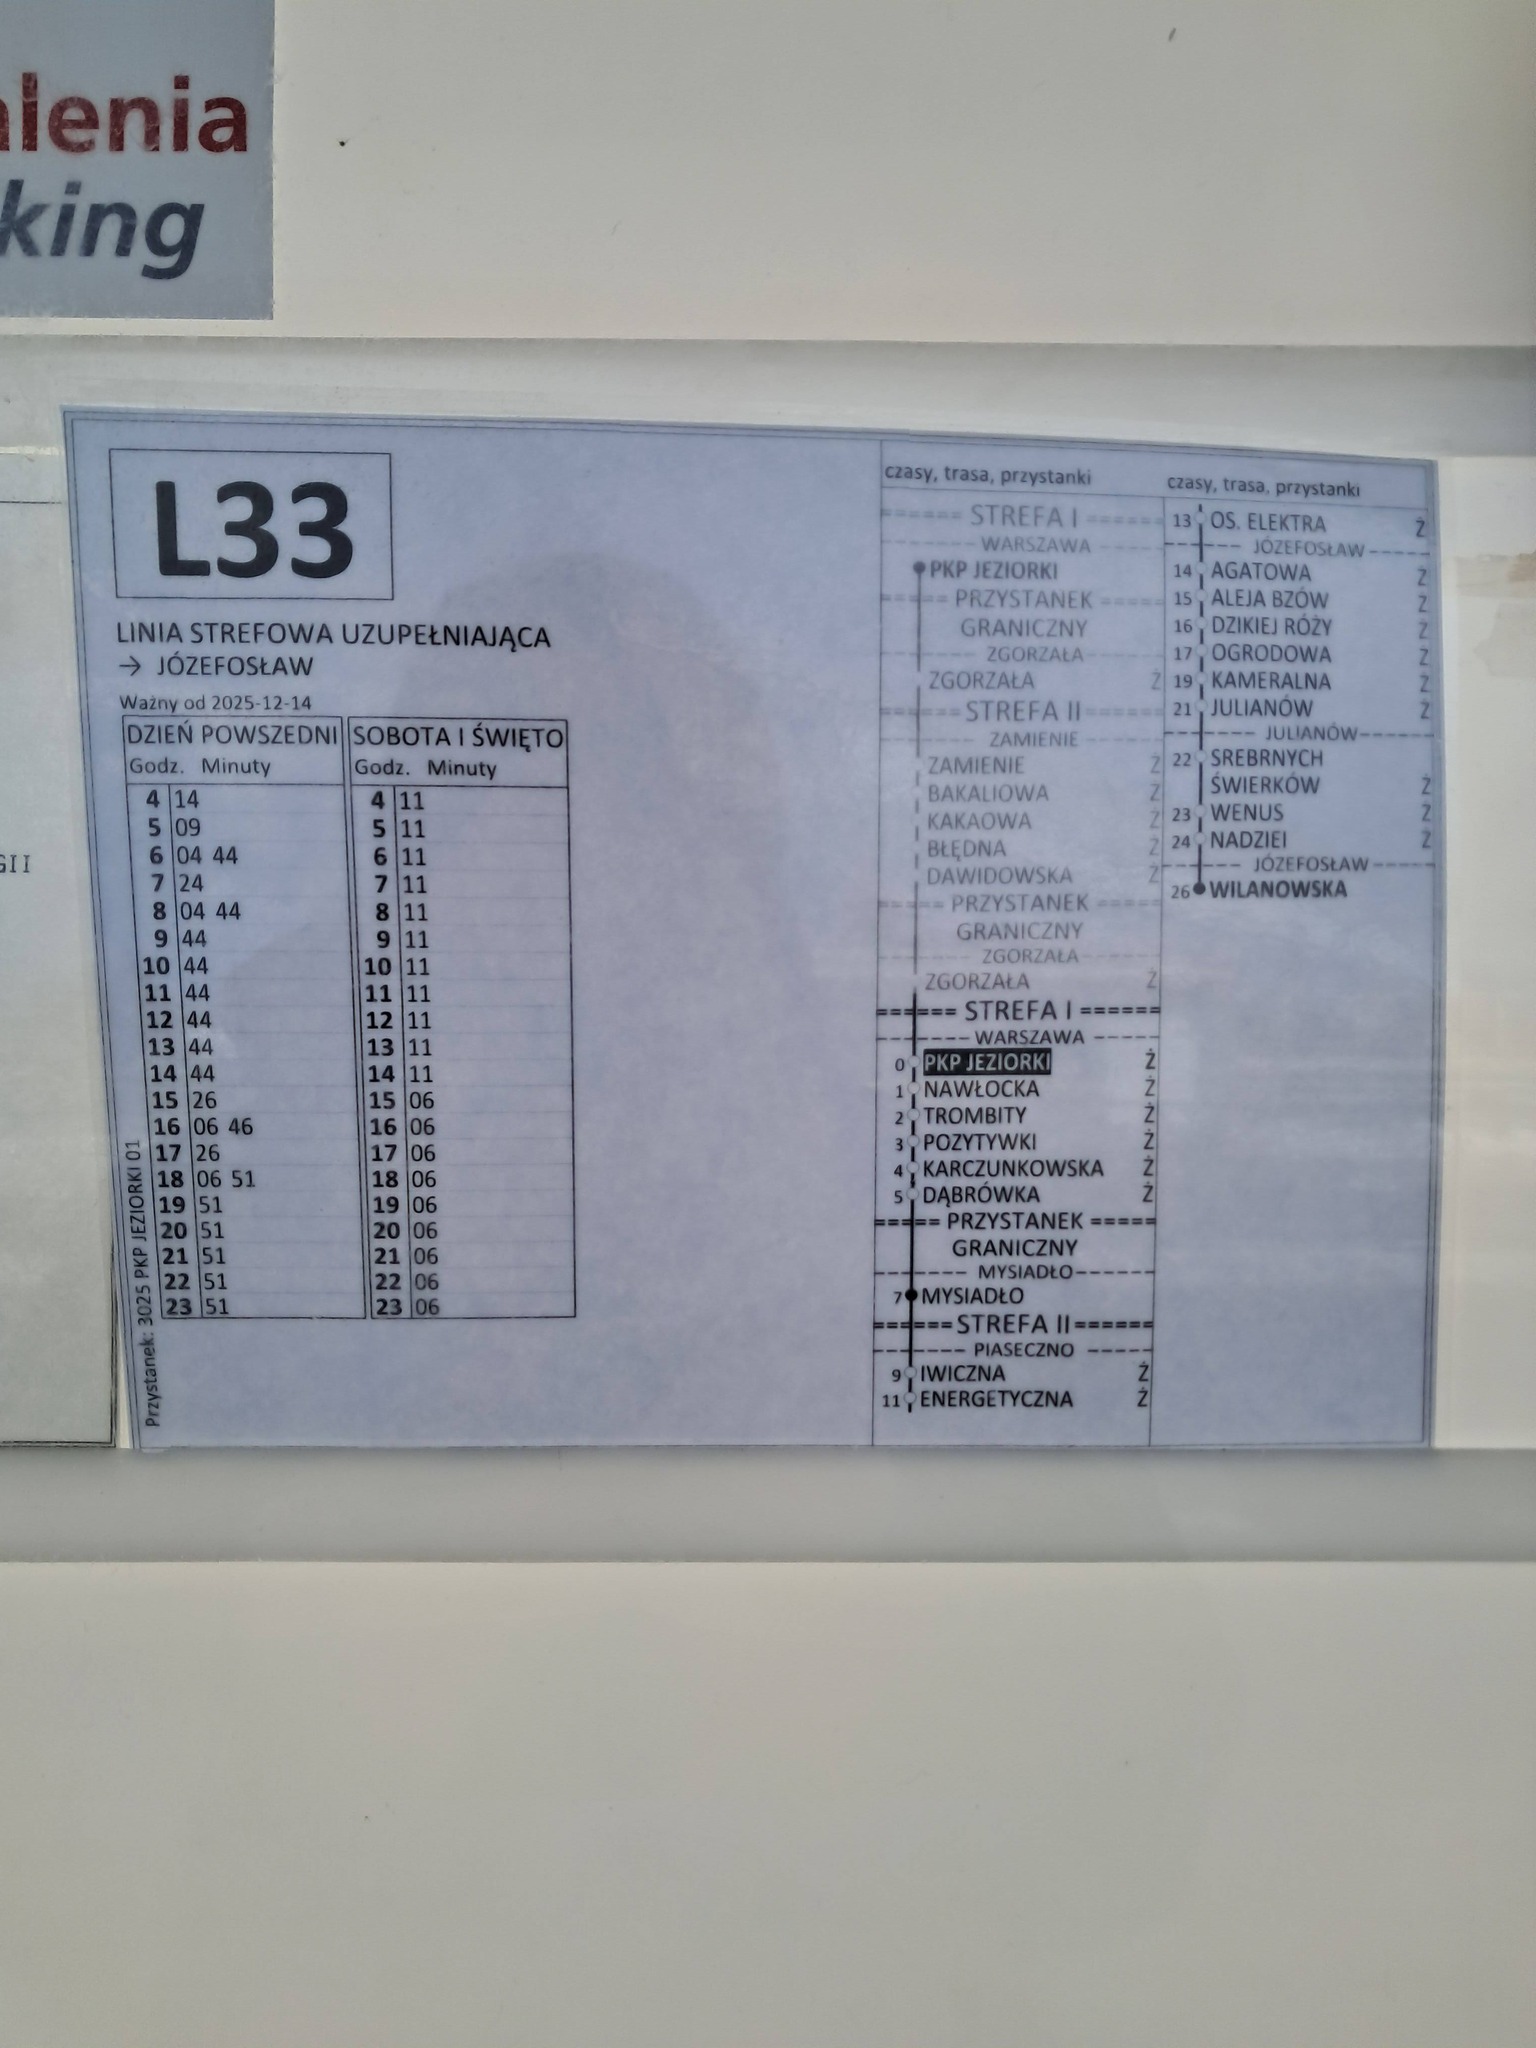 lenia
king
GII
L33
LINIA STREFOWA UZUPEŁNIAJĄCA
→ JÓZEFOSŁAW
Ważny od 2025-12-14
DZIEŃ POWSZEDNI
Godz. Minuty
4 14
5 09
6 04 44
7 24
8 04 44
9 44
10 44
11 44
12 44
13 44
14 44
15 26
16 06 46
17 26
18 06 51
19 51
20 51
21 51
22 51
23 51
SOBOTA I ŚWIĘTO
Godz. Minuty
4 11
5 11
6 11
7 11
8 11
9 11
10 11
11 11
12 11
13 11
14 11
15 06
16 06
17 06
18 06
19 06
20 06
21 06
22 06
23 06
Przystanek: 3025 PKP JEZIORKI 01
czasy, trasa, przystanki
====== STREFA I ======
------ WARSZAWA ------
PKP JEZIORKI
===== PRZYSTANEK =====
GRANICZNY
------ ZGORZAŁA ------
ZGORZAŁA Ż
====== STREFA II ======
------ ZAMIENIE ------
ZAMIENIE Ż
BAKALIOWA Ż
KAKAOWA Ż
BŁĘDNA Ż
DAWIDOWSKA Ż
===== PRZYSTANEK =====
GRANICZNY
------ ZGORZAŁA ------
ZGORZAŁA Ż
====== STREFA I ======
------ WARSZAWA ------
0 PKP JEZIORKI Ż
1 NAWŁOCKA Ż
2 TROMBITY Ż
3 POZYTYWKI Ż
4 KARCZUNKOWSKA Ż
5 DĄBRÓWKA Ż
===== PRZYSTANEK =====
GRANICZNY
------ MYSIADŁO ------
7 MYSIADŁO
====== STREFA II ======
------ PIASECZNO ------
9 IWICZNA Ż
11 ENERGETYCZNA Ż
czasy, trasa, przystanki
13 OS. ELEKTRA Ż
------ JÓZEFOSŁAW ------
14 AGATOWA Ż
15 ALEJA BZÓW Ż
16 DZIKIEJ RÓŻY Ż
17 OGRODOWA Ż
19 KAMERALNA Ż
21 JULIANÓW Ż
------ JULIANÓW ------
22 SREBRNYCH
ŚWIERKÓW Ż
23 WENUS Ż
24 NADZIEI Ż
------ JÓZEFOSŁAW ------
26 WILANOWSKA